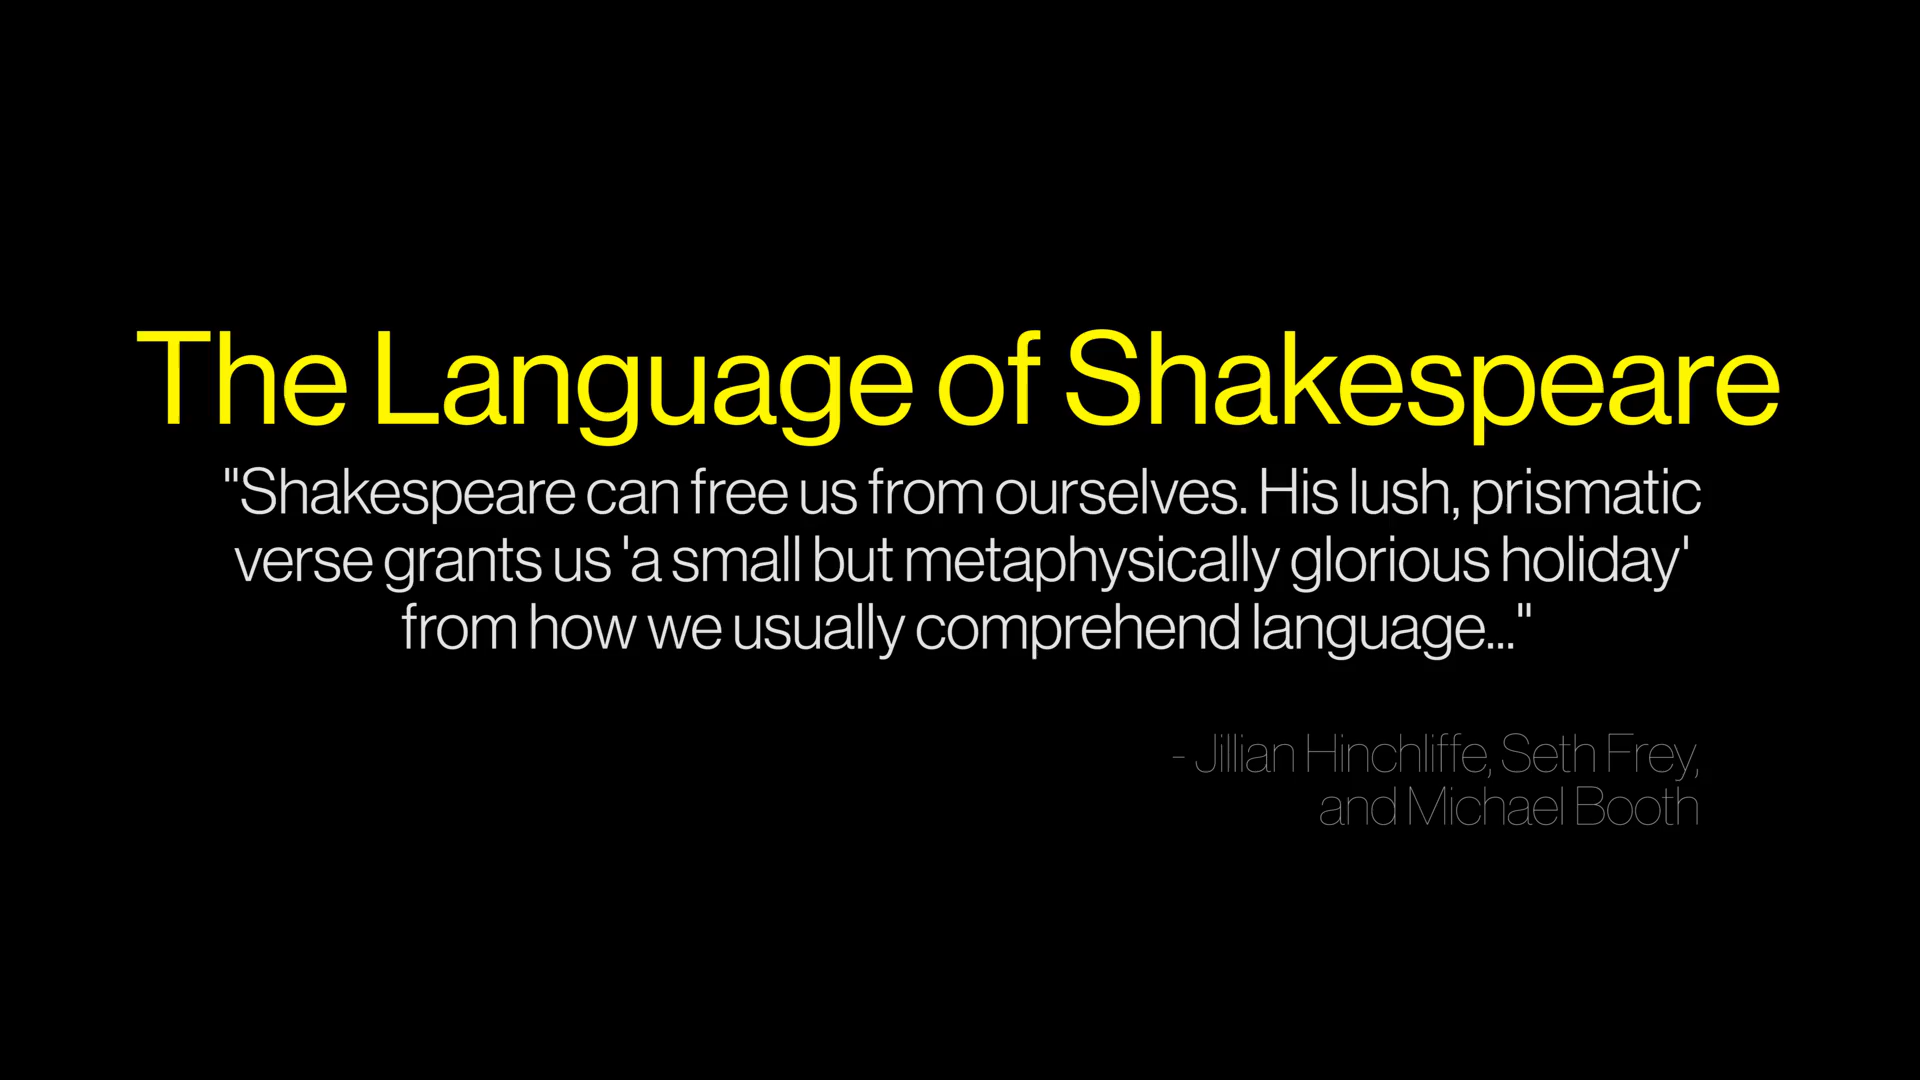 The Language of Shakespeare
"Shakespeare can free us from ourselves. His lush, prismatic
verse grants us 'a small but metaphysically glorious holiday'
from how we usually comprehend language..."
- Jillian Hinchliffe, Seth Frey,
and Michael Booth